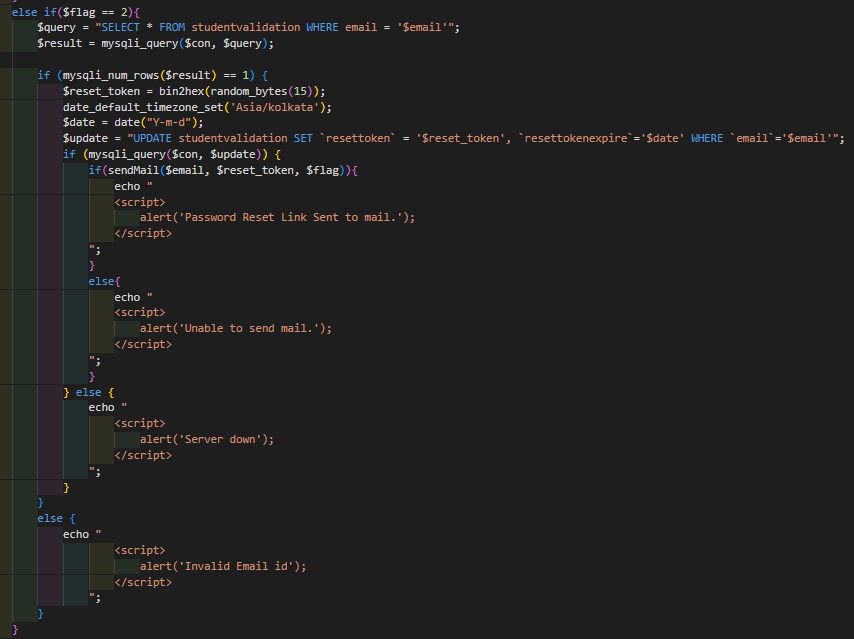 else if($flag == 2){
$query = "SELECT * FROM studentvalidation WHERE email = '$email'";
$result = mysqli_query($con, $query);
if (mysqli_num_rows($result) == 1) {
$reset_token = bin2hex(random_bytes(15));
date_default_timezone_set('Asia/kolkata');
$date = date("Y-m-d");
$update = "UPDATE studentvalidation SET `resettoken` = '$reset_token', `resettokenexpire`='$date' WHERE `email`='$email'";
if (mysqli_query($con, $update)) {
if(sendMail($email, $reset_token, $flag)){
echo "
<script>
alert('Password Reset Link Sent to mail.');
</script>
";
}
else{
echo "
<script>
alert('Unable to send mail.');
</script>
";
}
} else {
echo "
<script>
alert('Server down');
</script>
";
}
}
else {
echo "
<script>
alert('Invalid Email id');
</script>
";
}
}